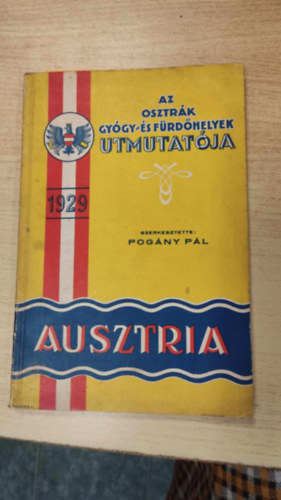 AZ
OSZTRÁK
GYÓGY-ÉS FÜRDŐHELYEK
UTMUTATÓJA
1929
SZERKESZTETTE:
POGÁNY PÁL
AUSZTRIA